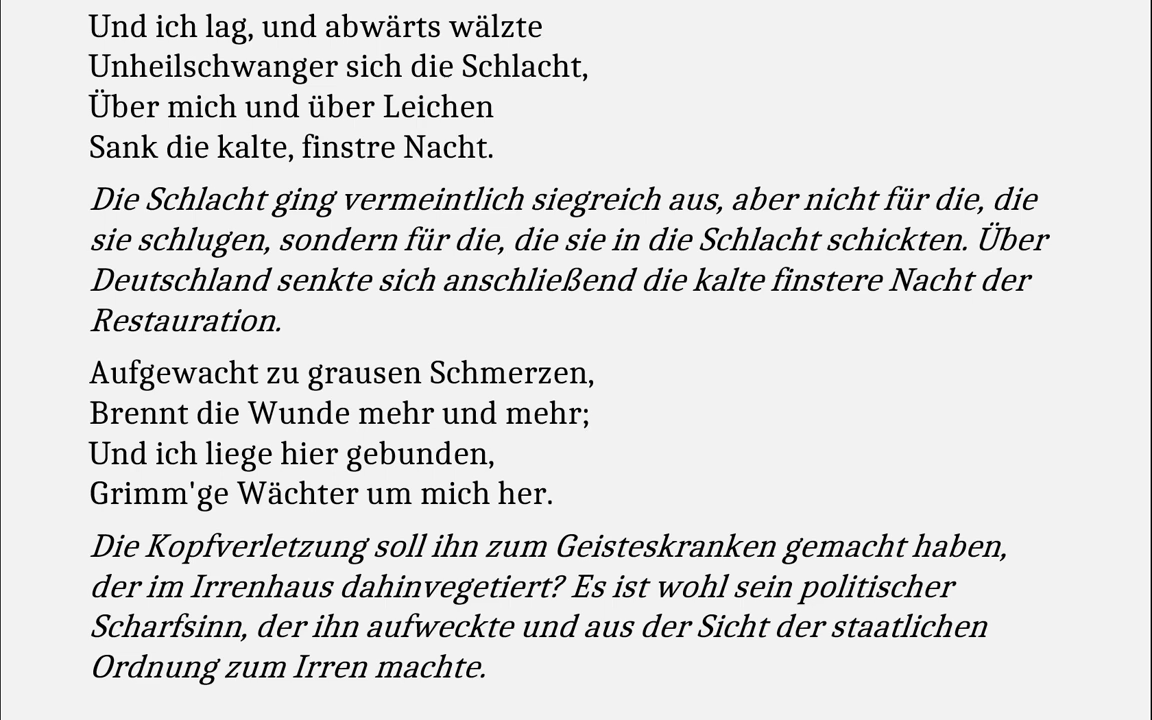 Und ich lag, und abwärts wälzte
Unheilschwanger sich die Schlacht,
Über mich und über Leichen
Sank die kalte, finstre Nacht.
Die Schlacht ging vermeintlich siegreich aus, aber nicht für die, die
sie schlugen, sondern für die, die sie in die Schlacht schickten. Über
Deutschland senkte sich anschließend die kalte finstere Nacht der
Restauration.
Aufgewacht zu grausen Schmerzen,
Brennt die Wunde mehr und mehr;
Und ich liege hier gebunden,
Grimm'ge Wächter um mich her.
Die Kopfverletzung soll ihn zum Geisteskranken gemacht haben,
der im Irrenhaus dahinvegetiert? Es ist wohl sein politischer
Scharfsinn, der ihn aufweckte und aus der Sicht der staatlichen
Ordnung zum Irren machte.